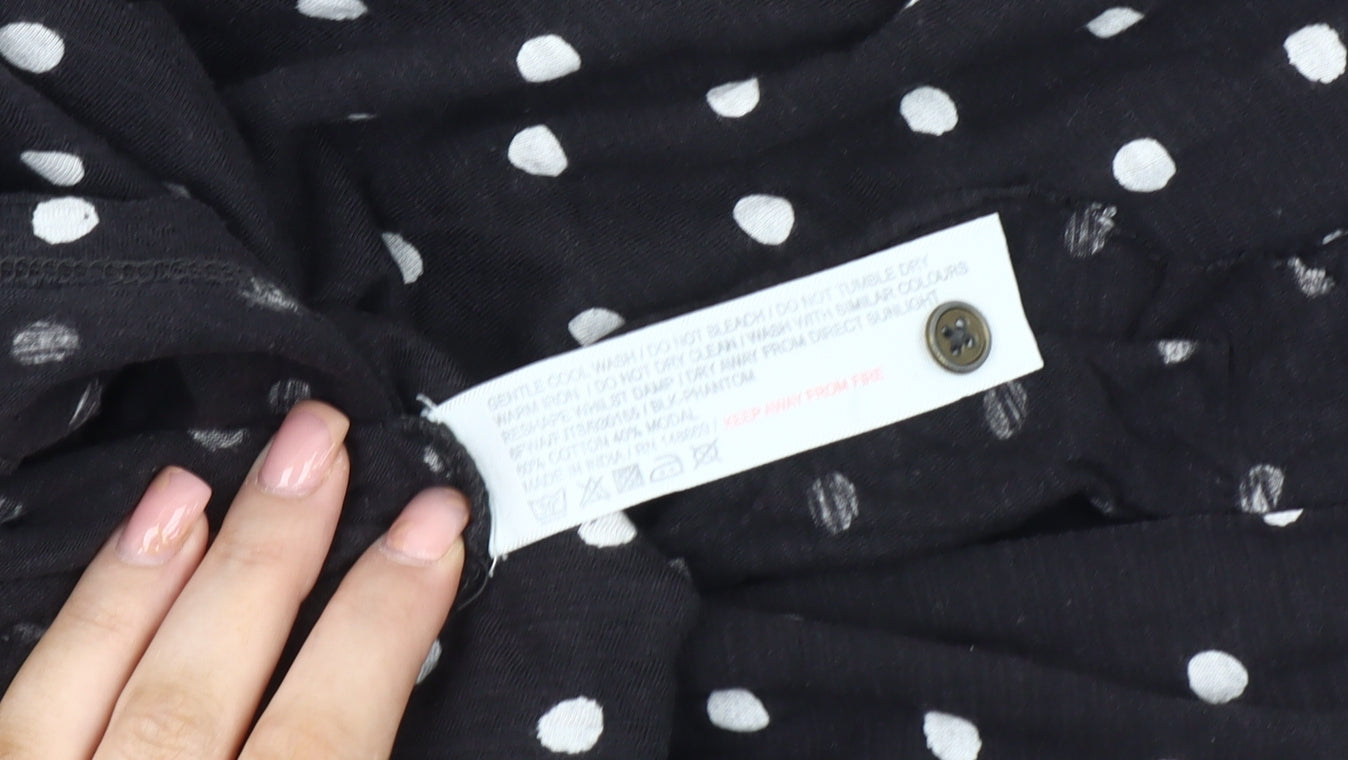 GENTLE COOL WASH / DO NOT BLEACH / DO NOT TUMBLE DRY
WARM IRON / DO NOT DRY CLEAN / WASH WITH SIMILAR COLOURS
RESHAPE WHILST DAMP / DRY AWAY FROM DIRECT SUNLIGHT
BLK-PHANTOM
60% COTTON 40% MODAL
MADE IN INDIA / RN / KEEP AWAY FROM FIRE